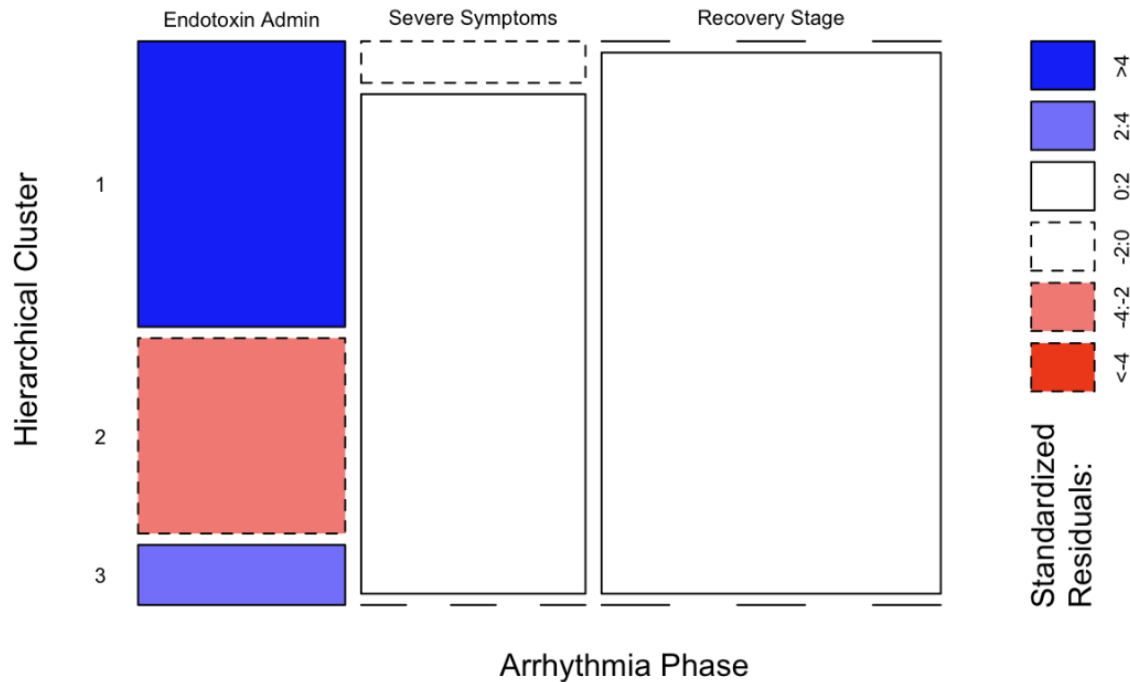 Endotoxin Admin
Severe Symptoms
Recovery Stage
Hierarchical Cluster
1
2
3
Arrhythmia Phase
>4
2:4
0:2
-2:0
-4:-2
<-4
Standardized
Residuals: